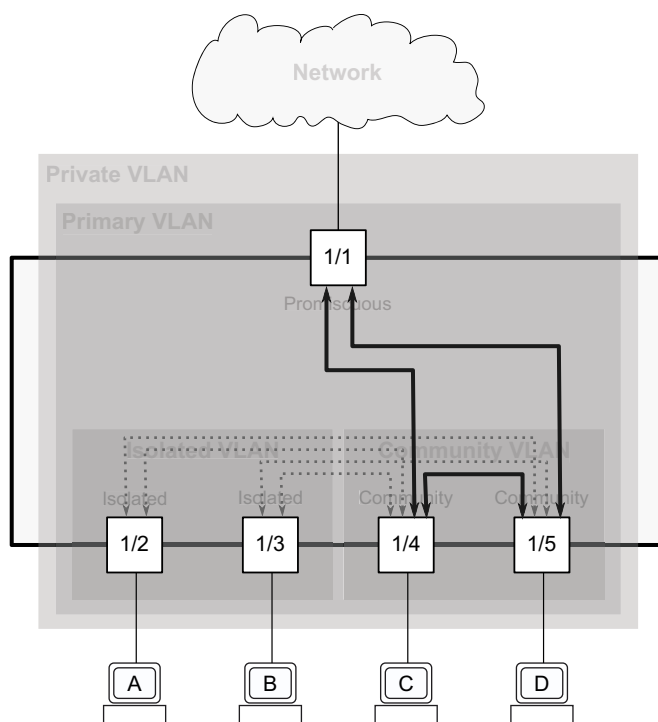 Network
Private VLAN
Primary VLAN
1/1
Promiscuous
Isolated VLAN
Community VLAN
Isolated
Isolated
Community
Community
1/2
1/3
1/4
1/5
A
B
C
D